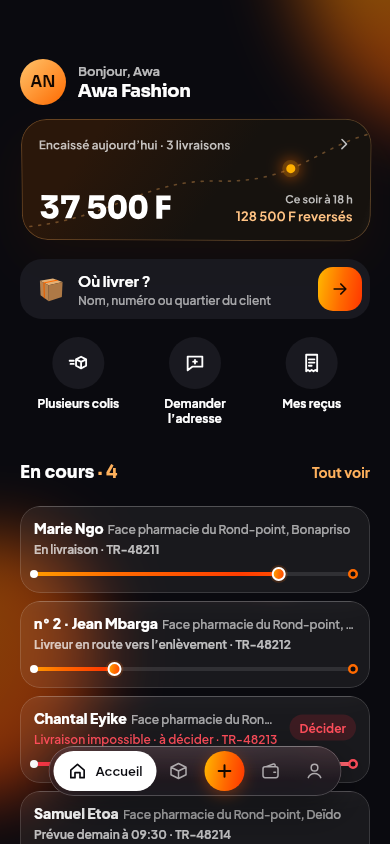 AN
Bonjour, Awa
Awa Fashion
Encaissé aujourd’hui · 3 livraisons
37 500 F
Ce soir à 18 h
128 500 F reversés
Où livrer ?
Nom, numéro ou quartier du client
Plusieurs colis
Demander
l’adresse
Mes reçus
En cours · 4
Tout voir
Marie Ngo Face pharmacie du Rond-point, Bonapriso
En livraison · TR-48211
n° 2 · Jean Mbarga Face pharmacie du Rond-point, ...
Livreur en route vers l’enlèvement · TR-48212
Chantal Eyike Face pharmacie du Ron...
Livraison impossible · à décider · TR-48213
Décider
Accueil
Samuel Etoa Face pharmacie du Rond-point, Deïdo
Prévue demain à 09:30 · TR-48214